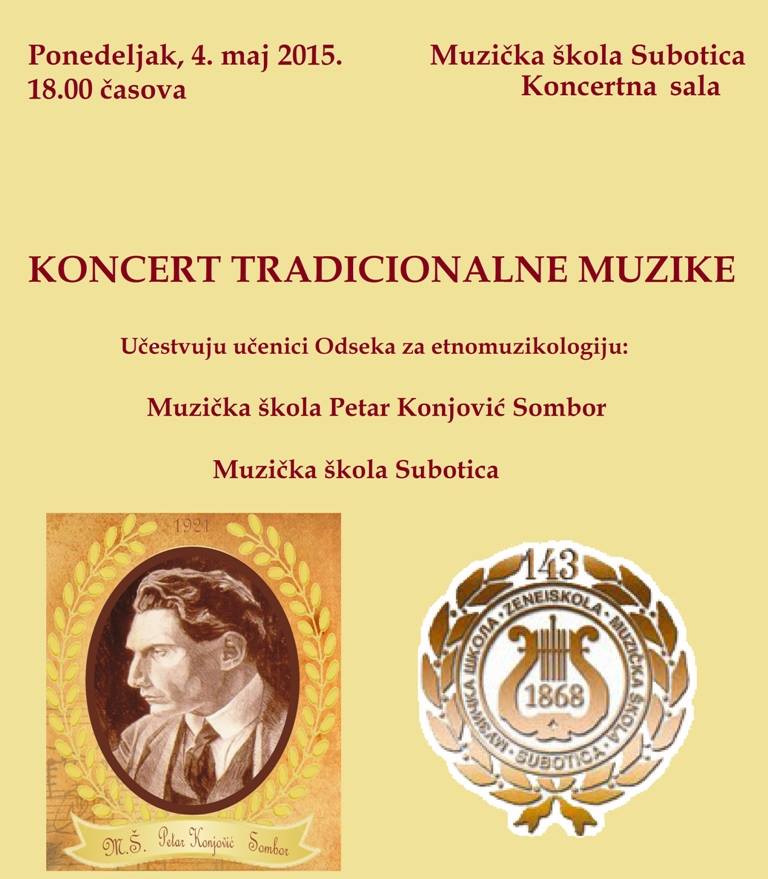 Ponedeljak, 4. maj 2015.
18.00 časova
Muzička škola Subotica
Koncertna sala
KONCERT TRADICIONALNE MUZIKE
Učestvuju učenici Odseka za etnomuzikologiju:
Muzička škola Petar Konjović Sombor
Muzička škola Subotica
1921
M.Š. Petar Konjović Sombor
143
МУЗИЧКА ШКОЛА · ZENEISKOLA · MUZIČKA ŠKOLA · SUBOTICA ·
1868